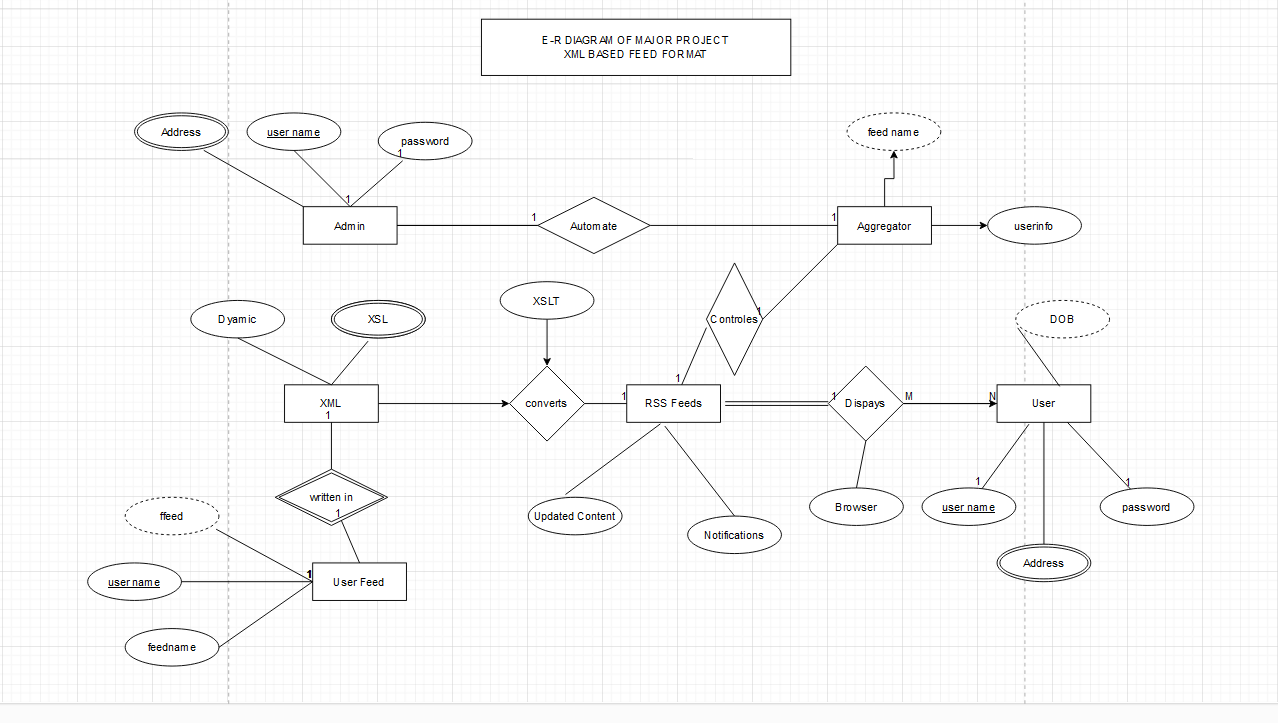 E-R DIAGRAM OF MAJOR PROJECT
XML BASED FEED FORMAT
Address
user name
password
feed name
1
1
Admin
1
Automate
1
Aggregator
userinfo
XSLT
Dyamic
XSL
Controles
1
DOB
1
XML
1
converts
1
RSS Feeds
1
Dispays
M
N
User
written in
1
ffeed
Updated Content
Notifications
Browser
1
user name
1
password
Address
user name
1
User Feed
feedname